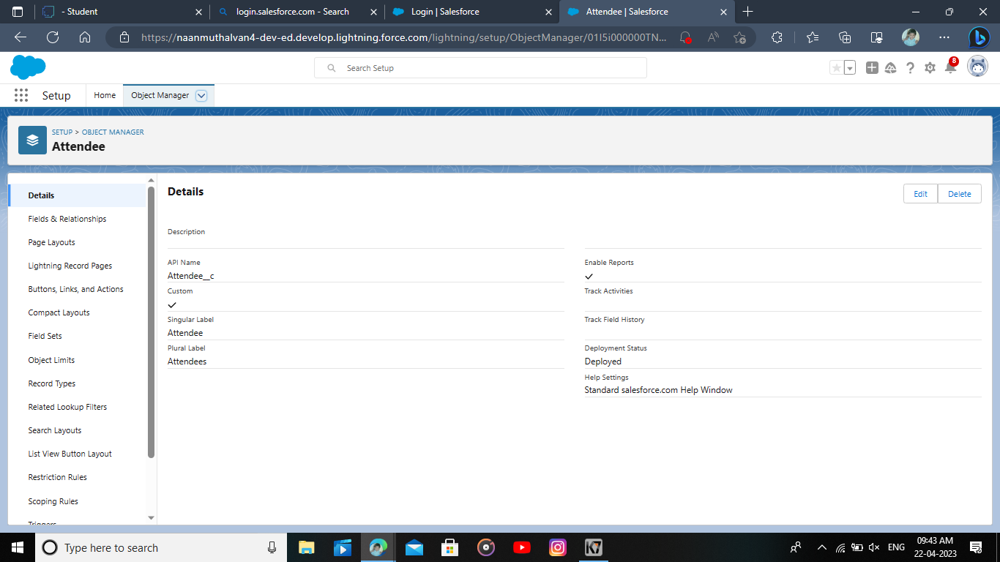 - Student
login.salesforce.com - Search
Login | Salesforce
Attendee | Salesforce
https://naanmuthalvan4-dev-ed.develop.lightning.force.com/lightning/setup/ObjectManager/01I5i000000TN...
Search Setup
8
Setup
Home
Object Manager
SETUP > OBJECT MANAGER
Attendee
Details
Fields & Relationships
Page Layouts
Lightning Record Pages
Buttons, Links, and Actions
Compact Layouts
Field Sets
Object Limits
Record Types
Related Lookup Filters
Search Layouts
List View Button Layout
Restriction Rules
Scoping Rules
Triggers
Details
Edit
Delete
Description
API Name
Attendee__c
Custom
Singular Label
Attendee
Plural Label
Attendees
Enable Reports
Track Activities
Track Field History
Deployment Status
Deployed
Help Settings
Standard salesforce.com Help Window
Type here to search
ENG
09:43 AM
22-04-2023